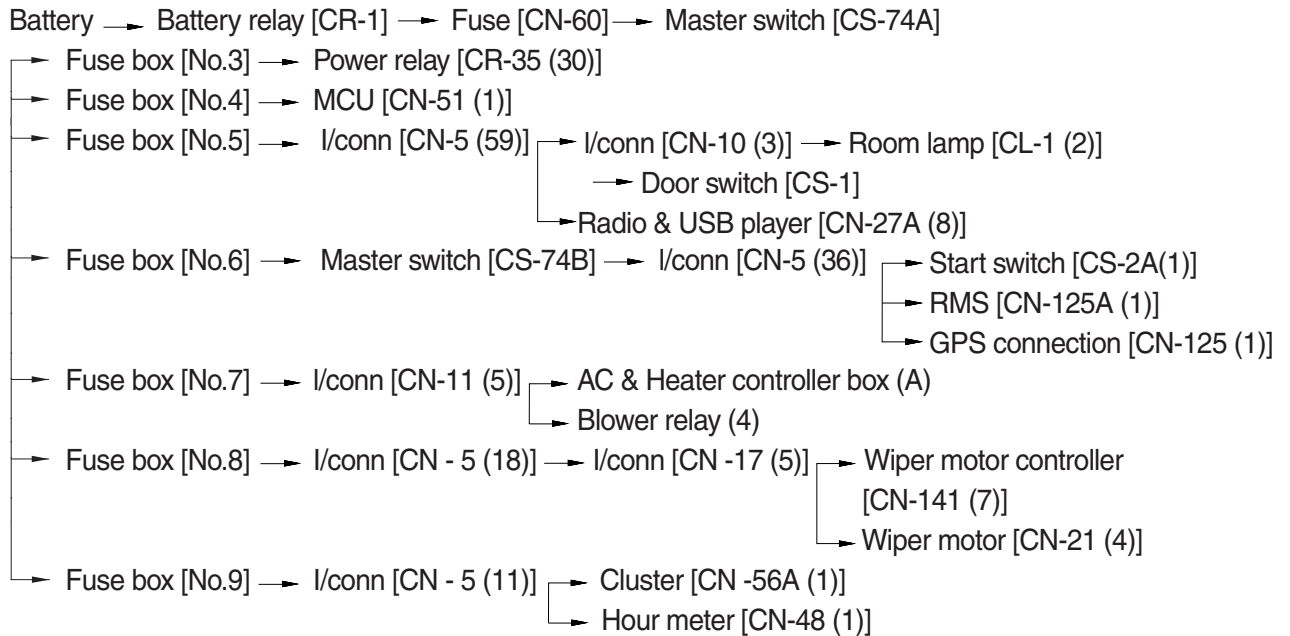 Battery → Battery relay [CR-1] → Fuse [CN-60] → Master switch [CS-74A]
Fuse box [No.3] → Power relay [CR-35 (30)]
Fuse box [No.4] → MCU [CN-51 (1)]
Fuse box [No.5] → I/conn [CN-5 (59)] → I/conn [CN-10 (3)] → Room lamp [CL-1 (2)]
→ Door switch [CS-1]
→ Radio & USB player [CN-27A (8)]
Fuse box [No.6] → Master switch [CS-74B] → I/conn [CN-5 (36)] → Start switch [CS-2A(1)]
→ RMS [CN-125A (1)]
→ GPS connection [CN-125 (1)]
Fuse box [No.7] → I/conn [CN-11 (5)] → AC & Heater controller box (A)
→ Blower relay (4)
Fuse box [No.8] → I/conn [CN - 5 (18)] → I/conn [CN -17 (5)] → Wiper motor controller
[CN-141 (7)]
→ Wiper motor [CN-21 (4)]
Fuse box [No.9] → I/conn [CN - 5 (11)] → Cluster [CN -56A (1)]
→ Hour meter [CN-48 (1)]